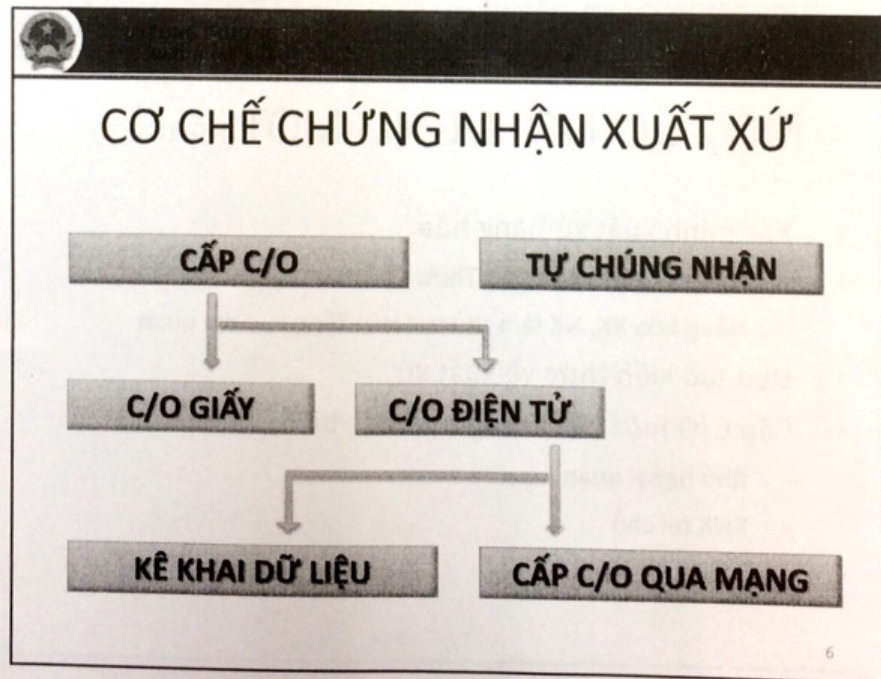 CƠ CHẾ CHỨNG NHẬN XUẤT XỨ
CẤP C/O
TỰ CHÚNG NHẬN
C/O GIẤY
C/O ĐIỆN TỬ
KÊ KHAI DỮ LIỆU
CẤP C/O QUA MẠNG
6